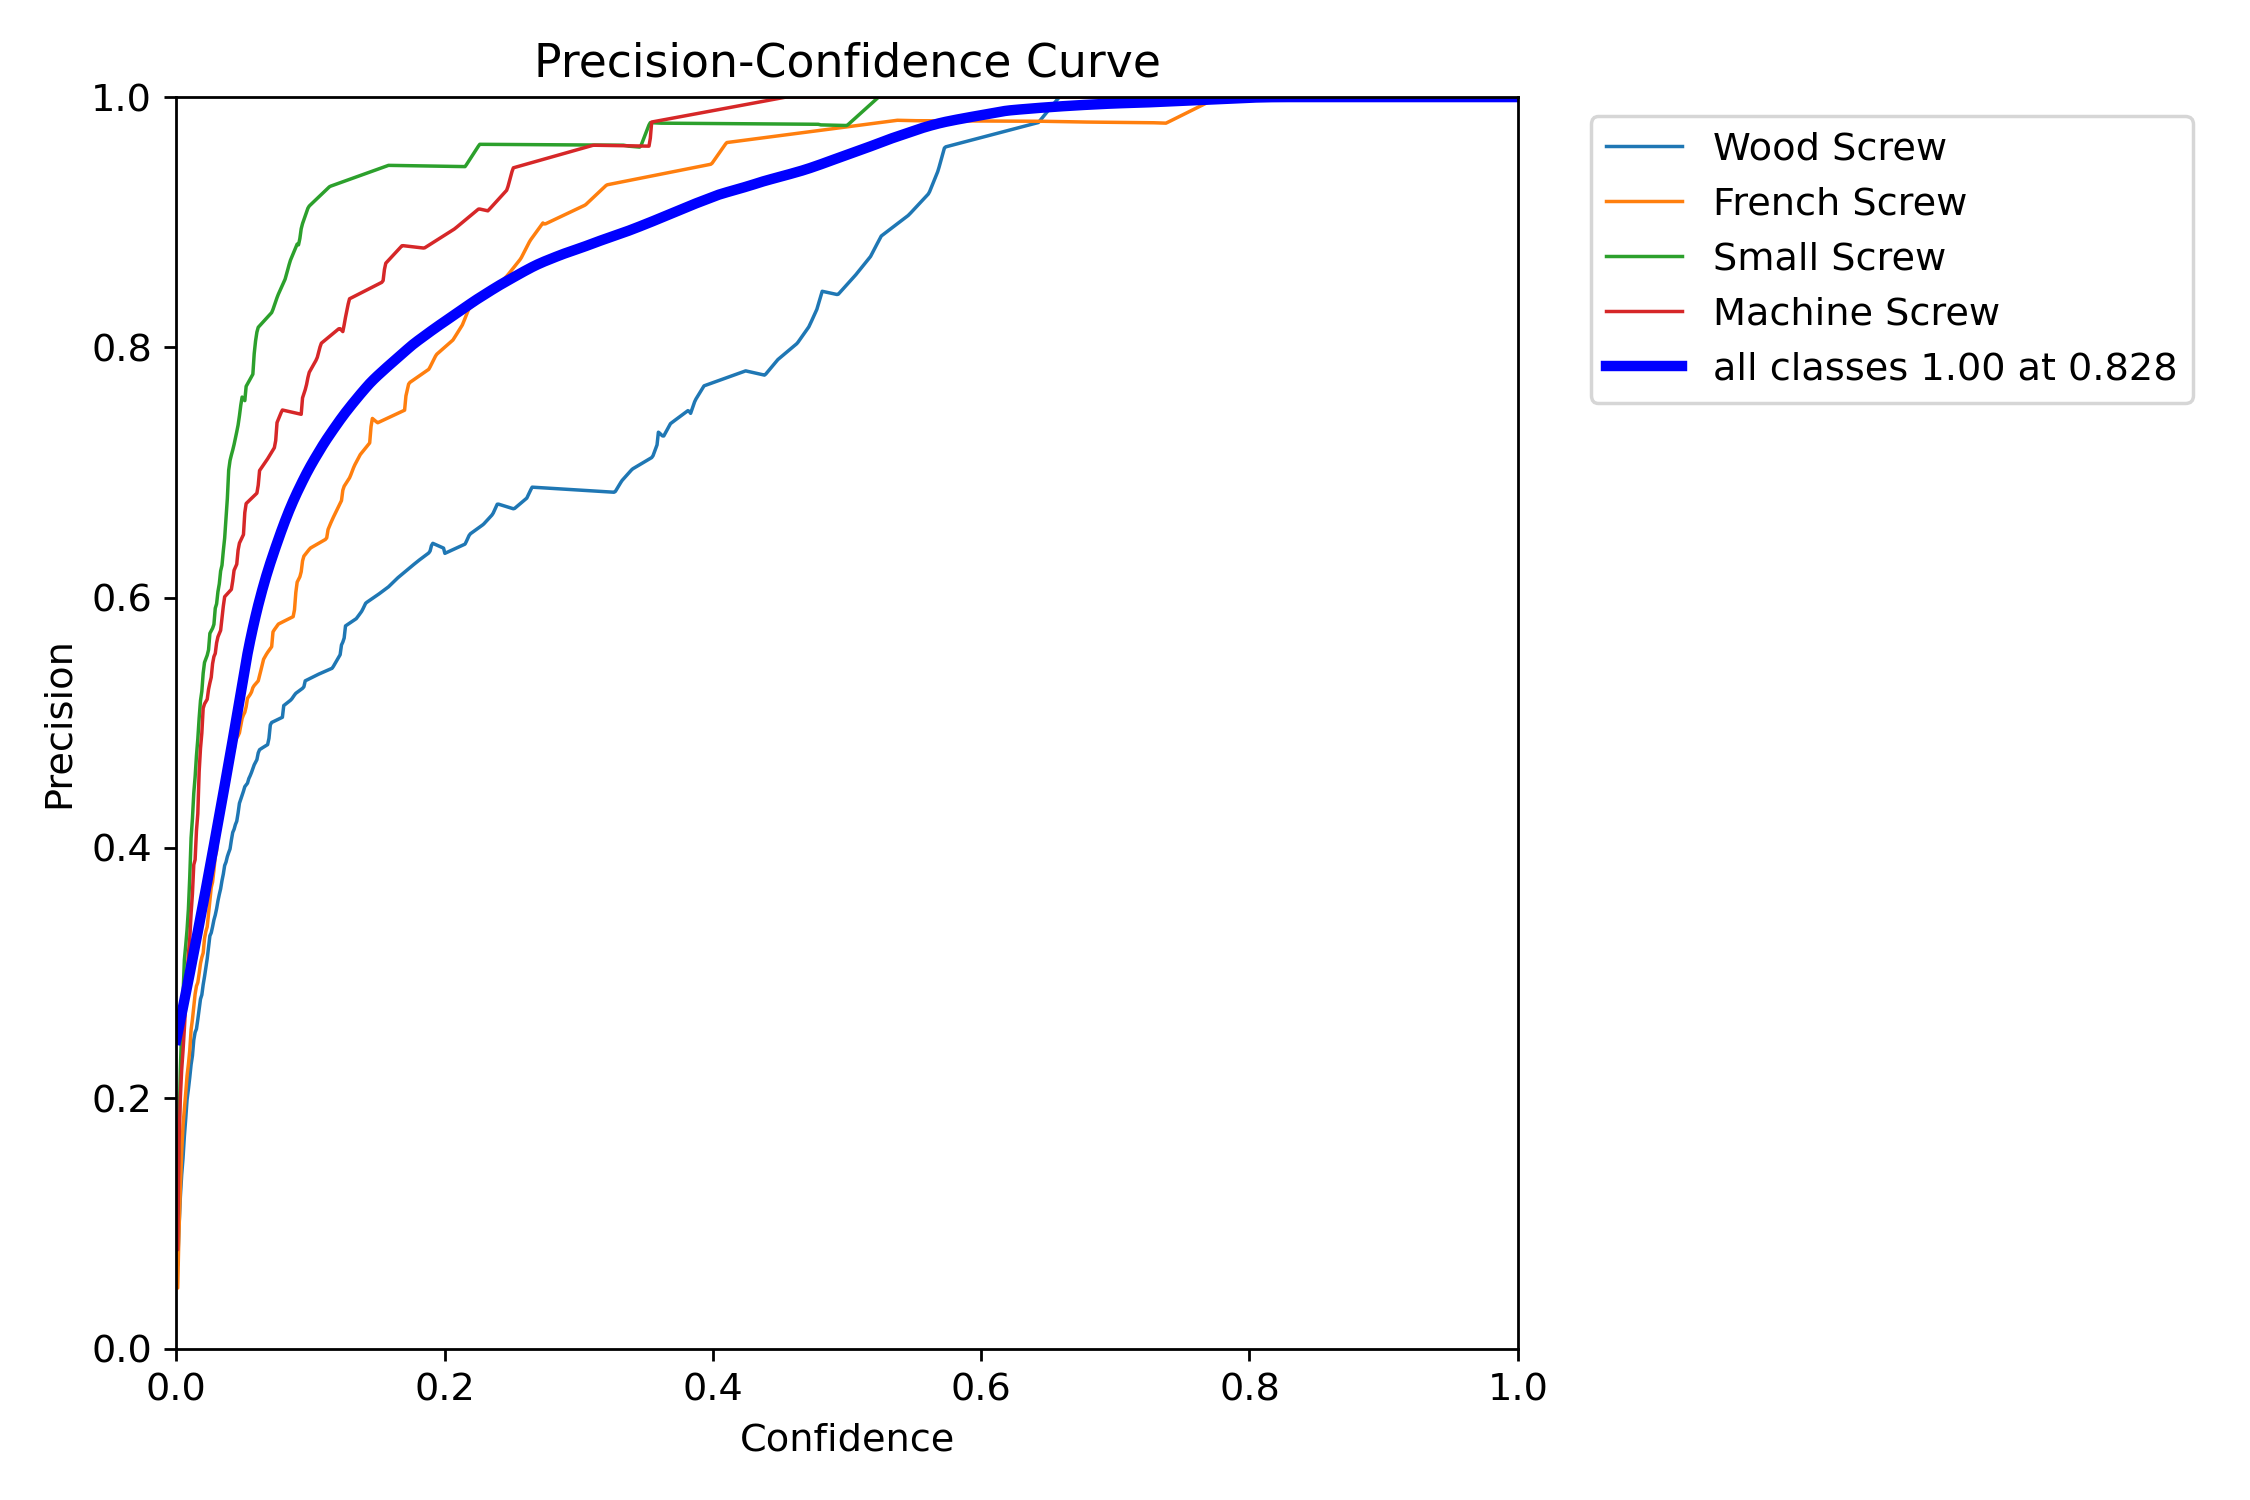 Precision-Confidence Curve
1.0
0.8
0.6
0.4
0.2
0.0
Precision
0.0 0.2 0.4 0.6 0.8 1.0
Confidence
Wood Screw
French Screw
Small Screw
Machine Screw
all classes 1.00 at 0.828